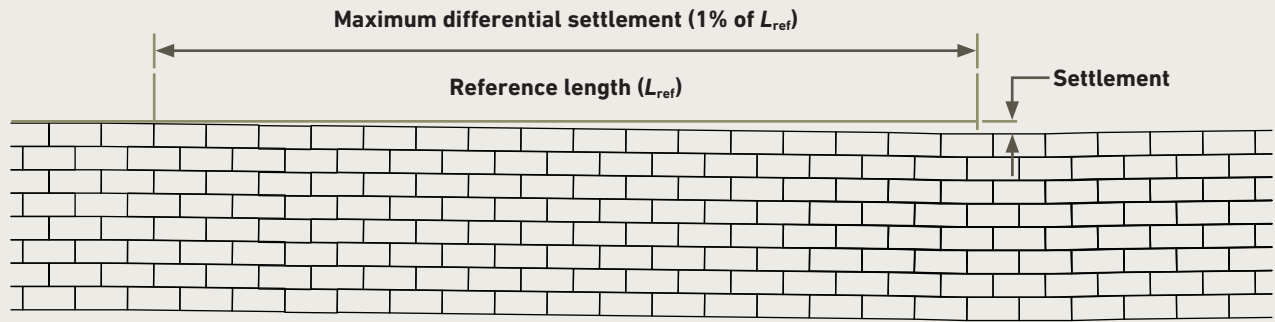 Maximum differential settlement (1% of Lref)
Reference length (Lref)
Settlement